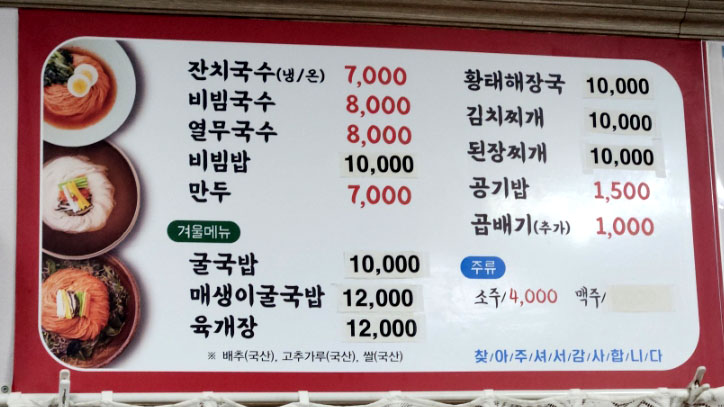 잔치국수(냉/온) 7,000
비빔국수 8,000
열무국수 8,000
비빔밥 10,000
만두 7,000
겨울메뉴
굴국밥 10,000
매생이굴국밥 12,000
육개장 12,000
※ 배추(국산), 고추가루(국산), 쌀(국산)
황태해장국 10,000
김치찌개 10,000
된장찌개 10,000
공기밥 1,500
곱배기(추가) 1,000
주류
소주/4,000 맥주/
찾/아/주/셔/서/감/사/합/니/다